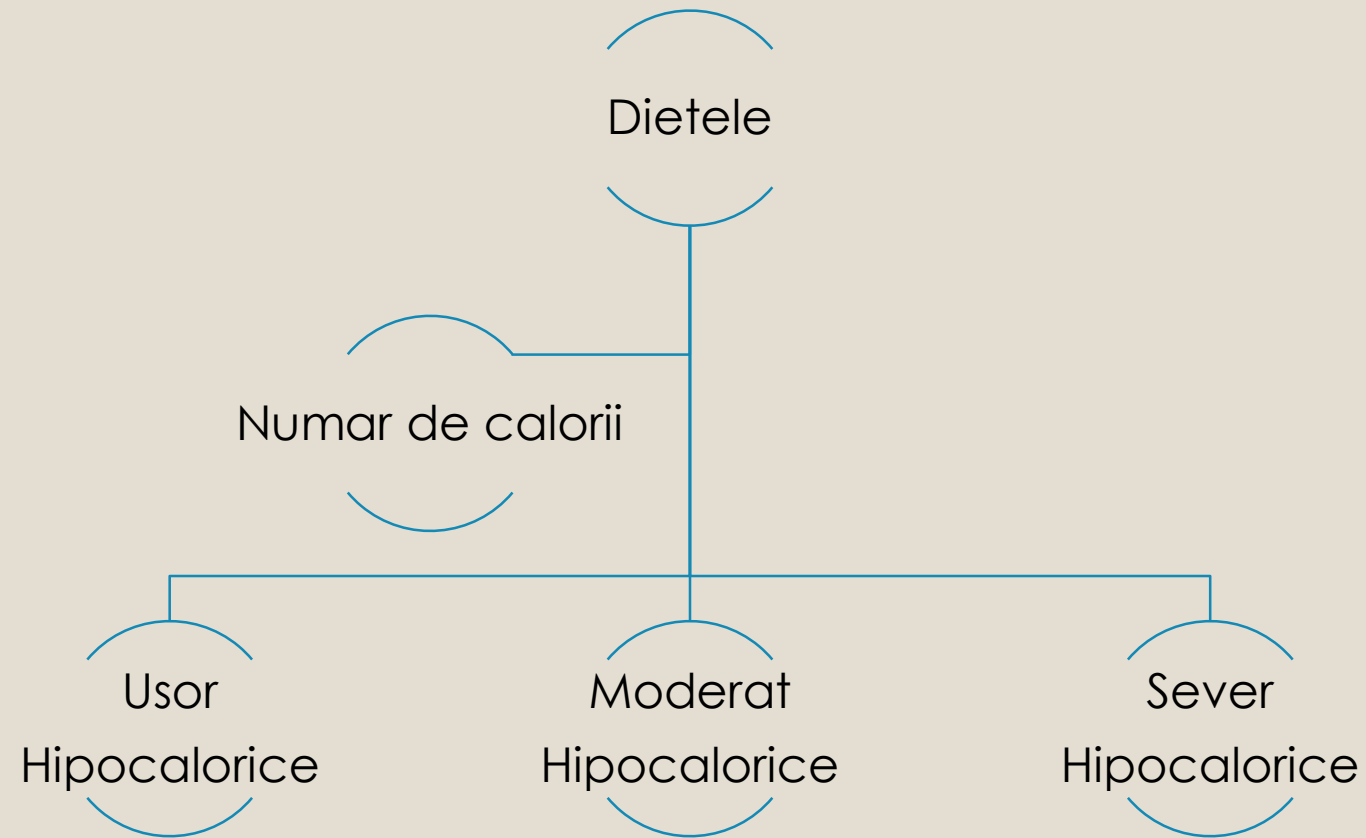 Dietele
Numar de calorii
Usor
Hipocalorice
Moderat
Hipocalorice
Sever
Hipocalorice